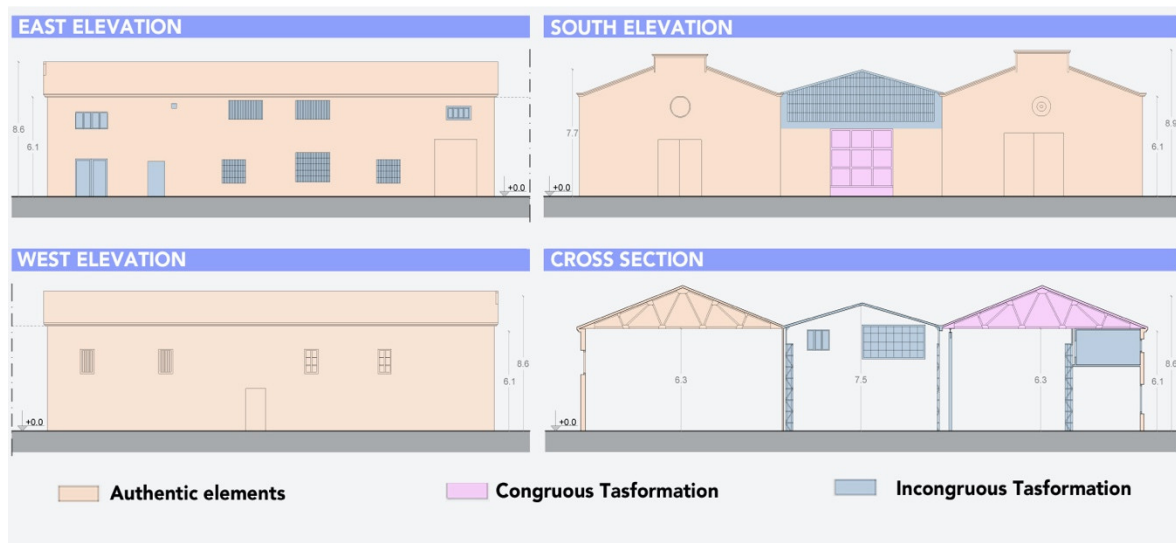 EAST ELEVATION
8.6
6.1
+0.0
SOUTH ELEVATION
7.7
8.9
6.1
+0.0
WEST ELEVATION
6.1
8.6
+0.0
CROSS SECTION
6.3
7.5
6.3
6.1
8.6
+0.0
Authentic elements
Congruous Tasformation
Incongruous Tasformation